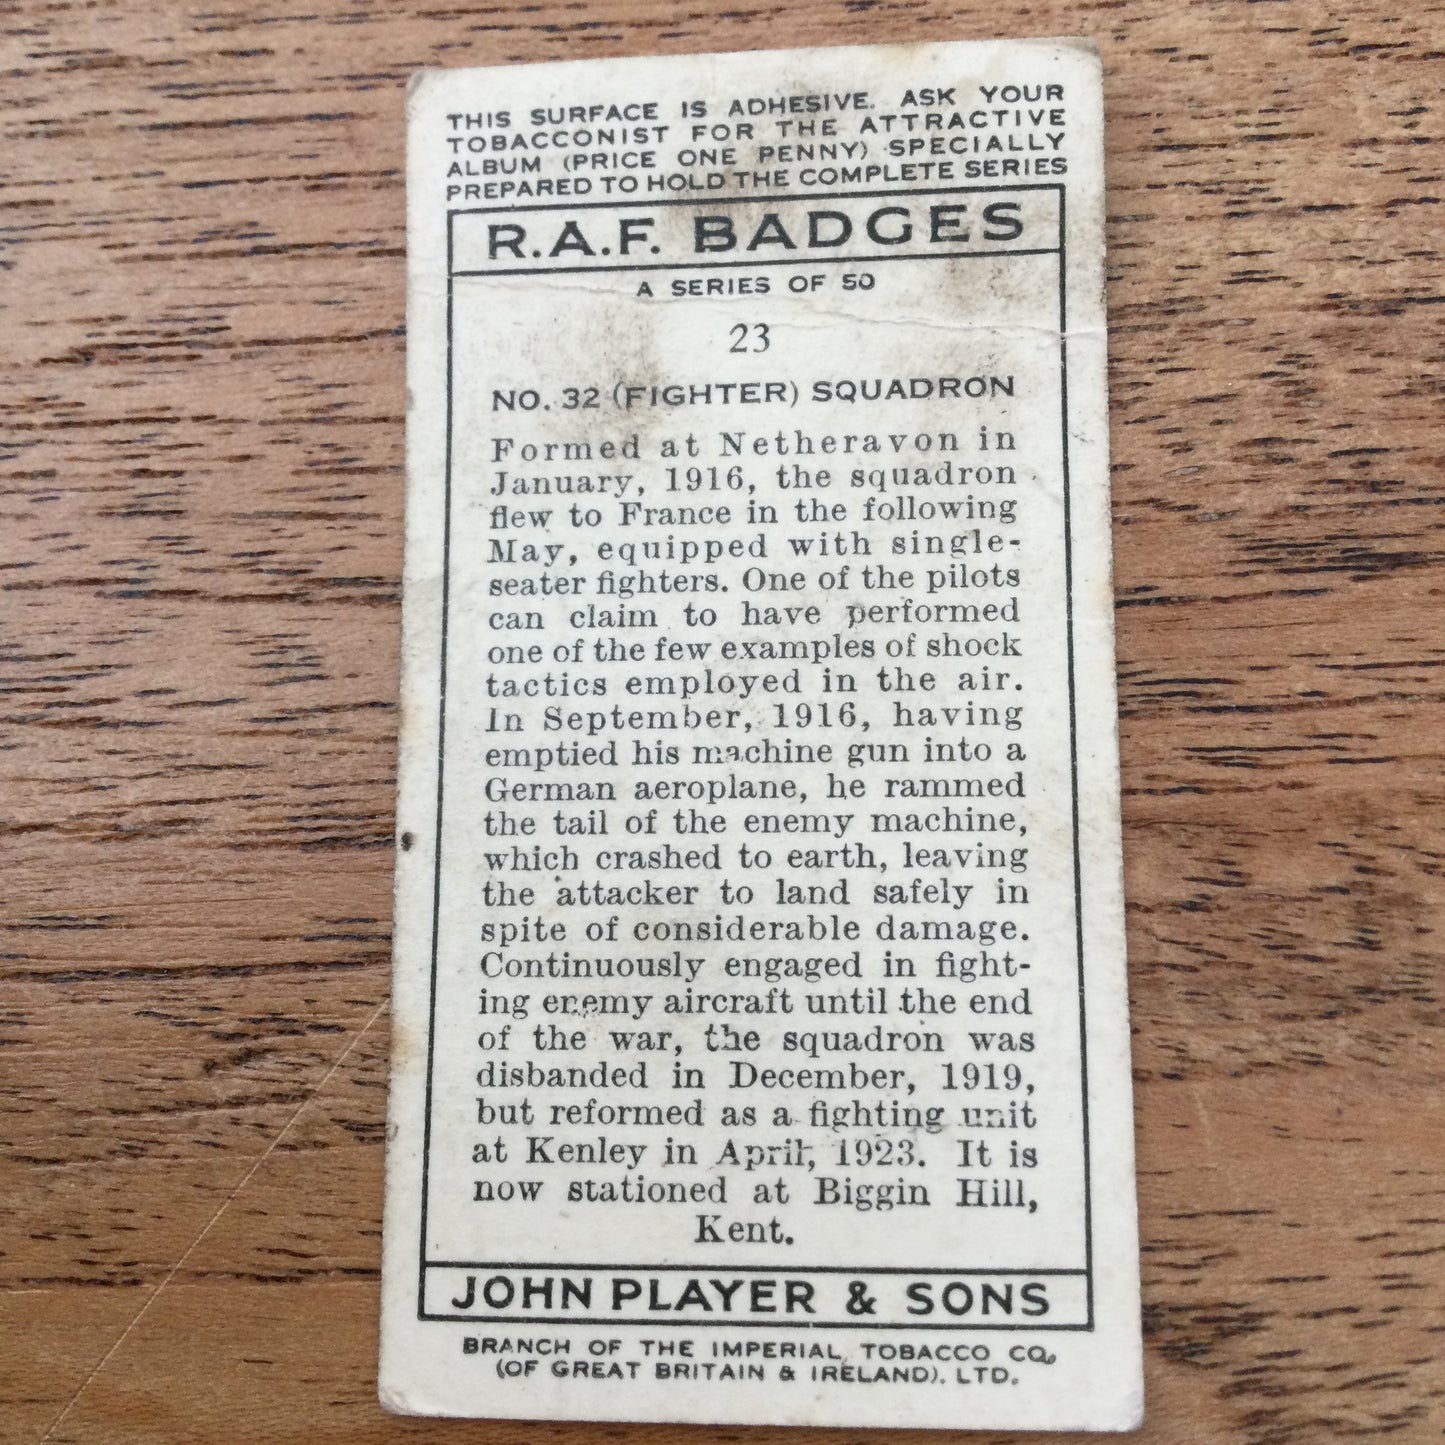 THIS SURFACE IS ADHESIVE. ASK YOUR
TOBACCONIST FOR THE ATTRACTIVE
ALBUM (PRICE ONE PENNY) SPECIALLY
PREPARED TO HOLD THE COMPLETE SERIES
R.A.F. BADGES
A SERIES OF 50
23
NO. 32 (FIGHTER) SQUADRON
Formed at Netheravon in
January, 1916, the squadron
flew to France in the following
May, equipped with single-
seater fighters. One of the pilots
can claim to have performed
one of the few examples of shock
tactics employed in the air.
In September, 1916, having
emptied his machine gun into a
German aeroplane, he rammed
the tail of the enemy machine,
which crashed to earth, leaving
the attacker to land safely in
spite of considerable damage.
Continuously engaged in fight-
ing enemy aircraft until the end
of the war, the squadron was
disbanded in December, 1919,
but reformed as a fighting unit
at Kenley in April, 1923. It is
now stationed at Biggin Hill,
Kent.
JOHN PLAYER & SONS
BRANCH OF THE IMPERIAL TOBACCO CO.
(OF GREAT BRITAIN & IRELAND), LTD.